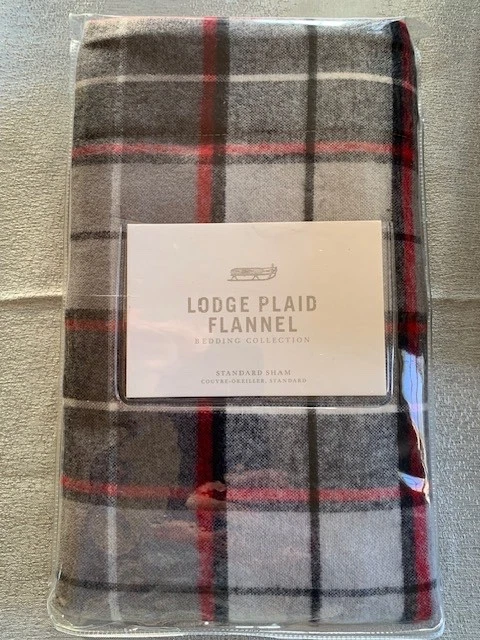 LODGE PLAID
FLANNEL
BEDDING COLLECTION
STANDARD SHAM
COUVRE-OREILLER, STANDARD